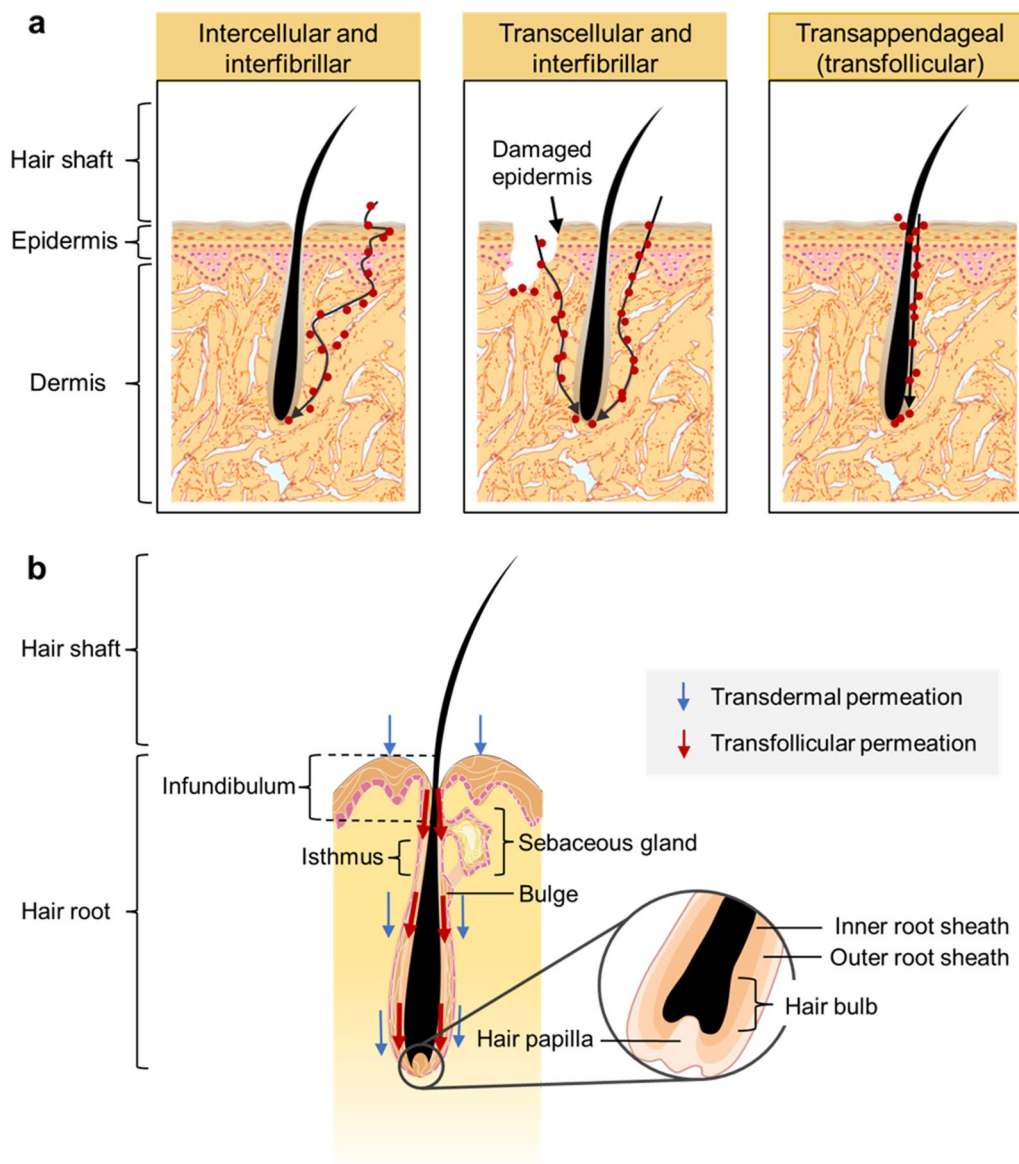 a
Intercellular and
interfibrillar
Transcellular and
interfibrillar
Transappendageal
(transfollicular)
Hair shaft
Epidermis
Dermis
Damaged
epidermis
b
Hair shaft
Transdermal permeation
Transfollicular permeation
Infundibulum
Isthmus
Sebaceous gland
Bulge
Hair root
Inner root sheath
Outer root sheath
Hair bulb
Hair papilla